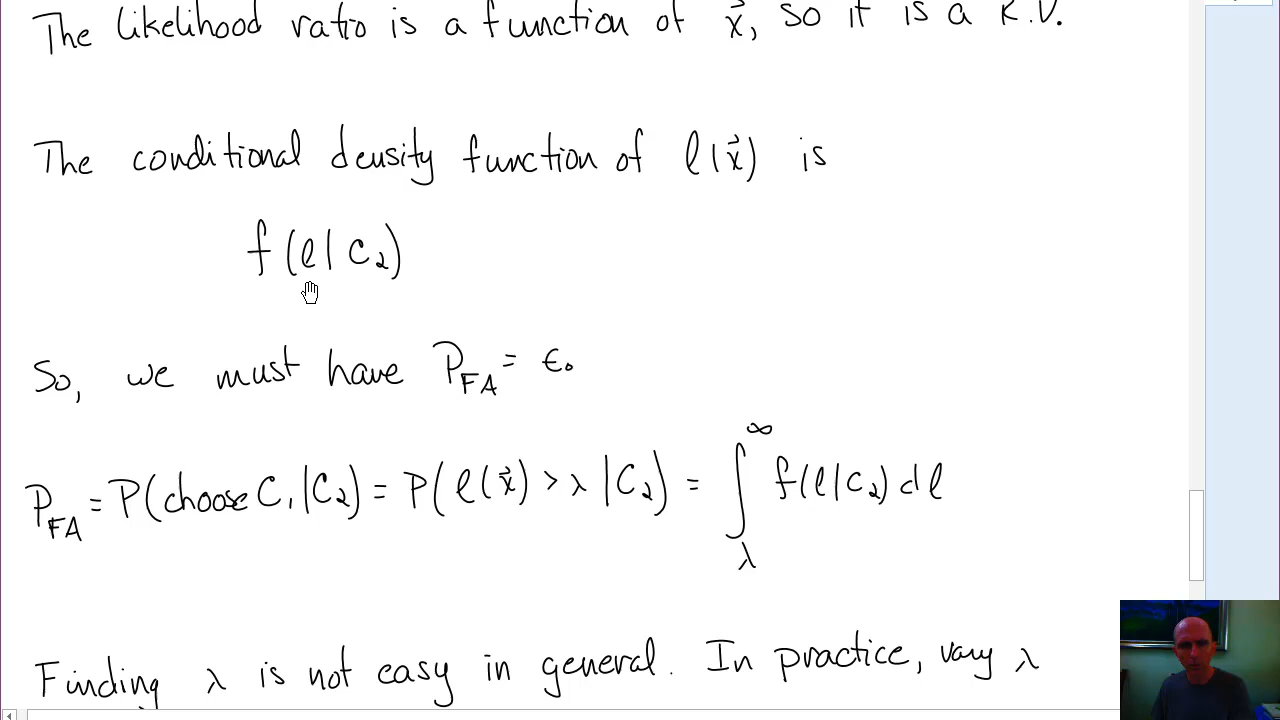 The likelihood ratio is a function of x⃗, so it is a R.V.
The conditional density function of l(x⃗) is
f(l|C₂)
So, we must have P_FA = ϵ₀
P_FA = P(choose C₁|C₂) = P(l(x⃗) > λ|C₂) = ∫_λ^∞ f(l|C₂) dl
Finding λ is not easy in general. In practice, vary λ